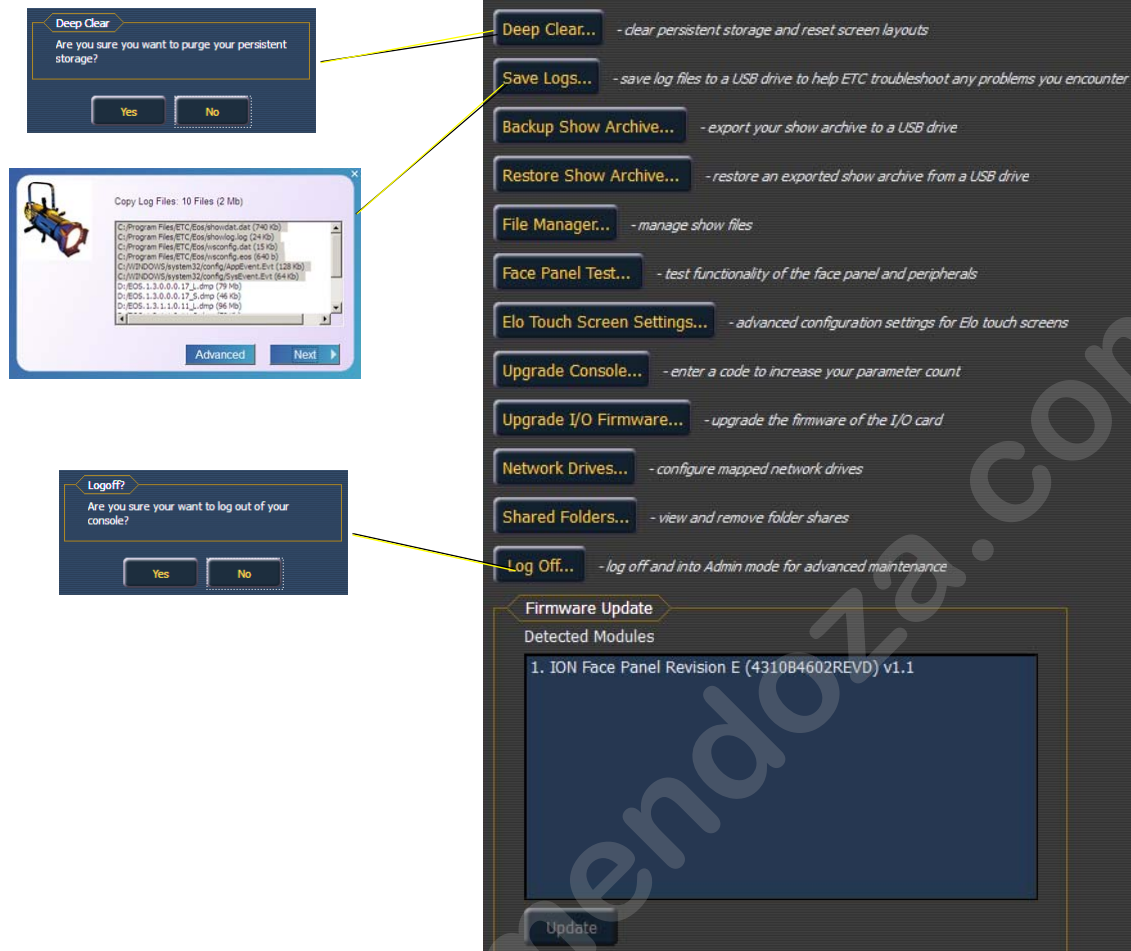 Deep Clear
Are you sure you want to purge your persistent
storage?
Yes No
Copy Log Files: 10 Files (2 Mb)
C:/Program Files/ETC/Eos/showdat.dat (740 Kb)
C:/Program Files/ETC/Eos/showlog.log (24 Kb)
C:/Program Files/ETC/Eos/wsconfig.dat (15 Kb)
C:/Program Files/ETC/Eos/wsconfig.eos (640 b)
C:/WINDOWS/system32/config/AppEvent.Evt (128 Kb)
C:/WINDOWS/system32/config/SysEvent.Evt (64 Kb)
D:/EOS.1.3.0.0.0.17_L.dmp (79 Mb)
D:/EOS.1.3.0.0.0.17_S.dmp (46 Kb)
D:/EOS.1.3.1.1.0.11_L.dmp (96 Mb)
Advanced Next
Logoff?
Are you sure your want to log out of your
console?
Yes No
Deep Clear... - clear persistent storage and reset screen layouts
Save Logs... - save log files to a USB drive to help ETC troubleshoot any problems you encounter
Backup Show Archive... - export your show archive to a USB drive
Restore Show Archive... - restore an exported show archive from a USB drive
File Manager... - manage show files
Face Panel Test... - test functionality of the face panel and peripherals
Elo Touch Screen Settings... - advanced configuration settings for Elo touch screens
Upgrade Console... - enter a code to increase your parameter count
Upgrade I/O Firmware... - upgrade the firmware of the I/O card
Network Drives... - configure mapped network drives
Shared Folders... - view and remove folder shares
Log Off... - log off and into Admin mode for advanced maintenance
Firmware Update
Detected Modules
1. ION Face Panel Revision E (4310B4602REVD) v1.1
Update
mendoza.com